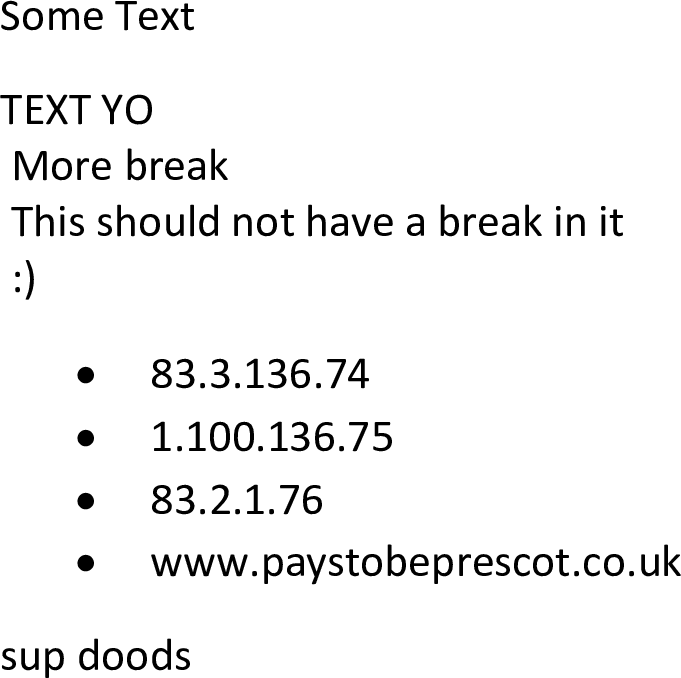 Some Text
TEXT YO
More break
This should not have a break in it
:)
• 83.3.136.74
• 1.100.136.75
• 83.2.1.76
• www.paystobeprescot.co.uk
sup doods